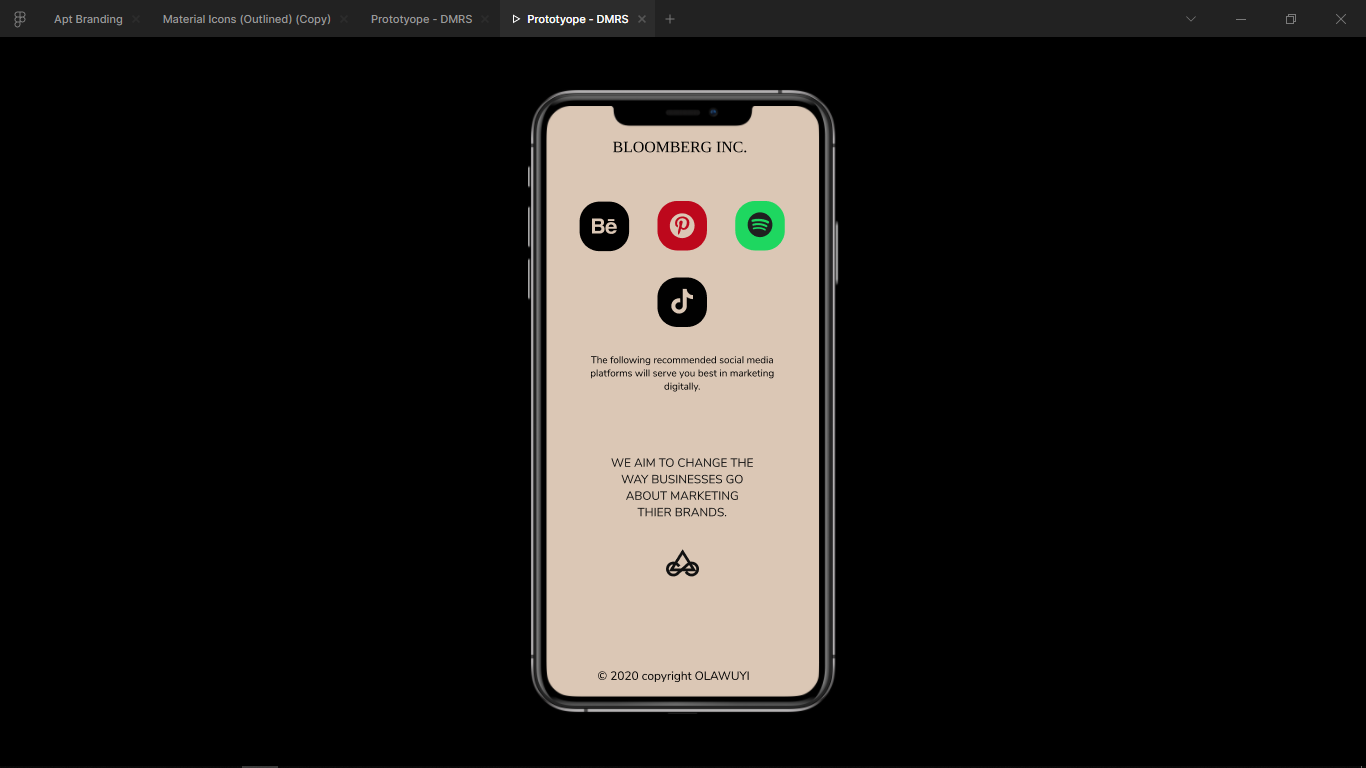 Apt Branding
Material Icons (Outlined) (Copy)
Prototyope - DMRS
Prototyope - DMRS
BLOOMBERG INC.
Bē
The following recommended social media
platforms will serve you best in marketing
digitally.
WE AIM TO CHANGE THE
WAY BUSINESSES GO
ABOUT MARKETING
THIER BRANDS.
© 2020 copyright OLAWUYI